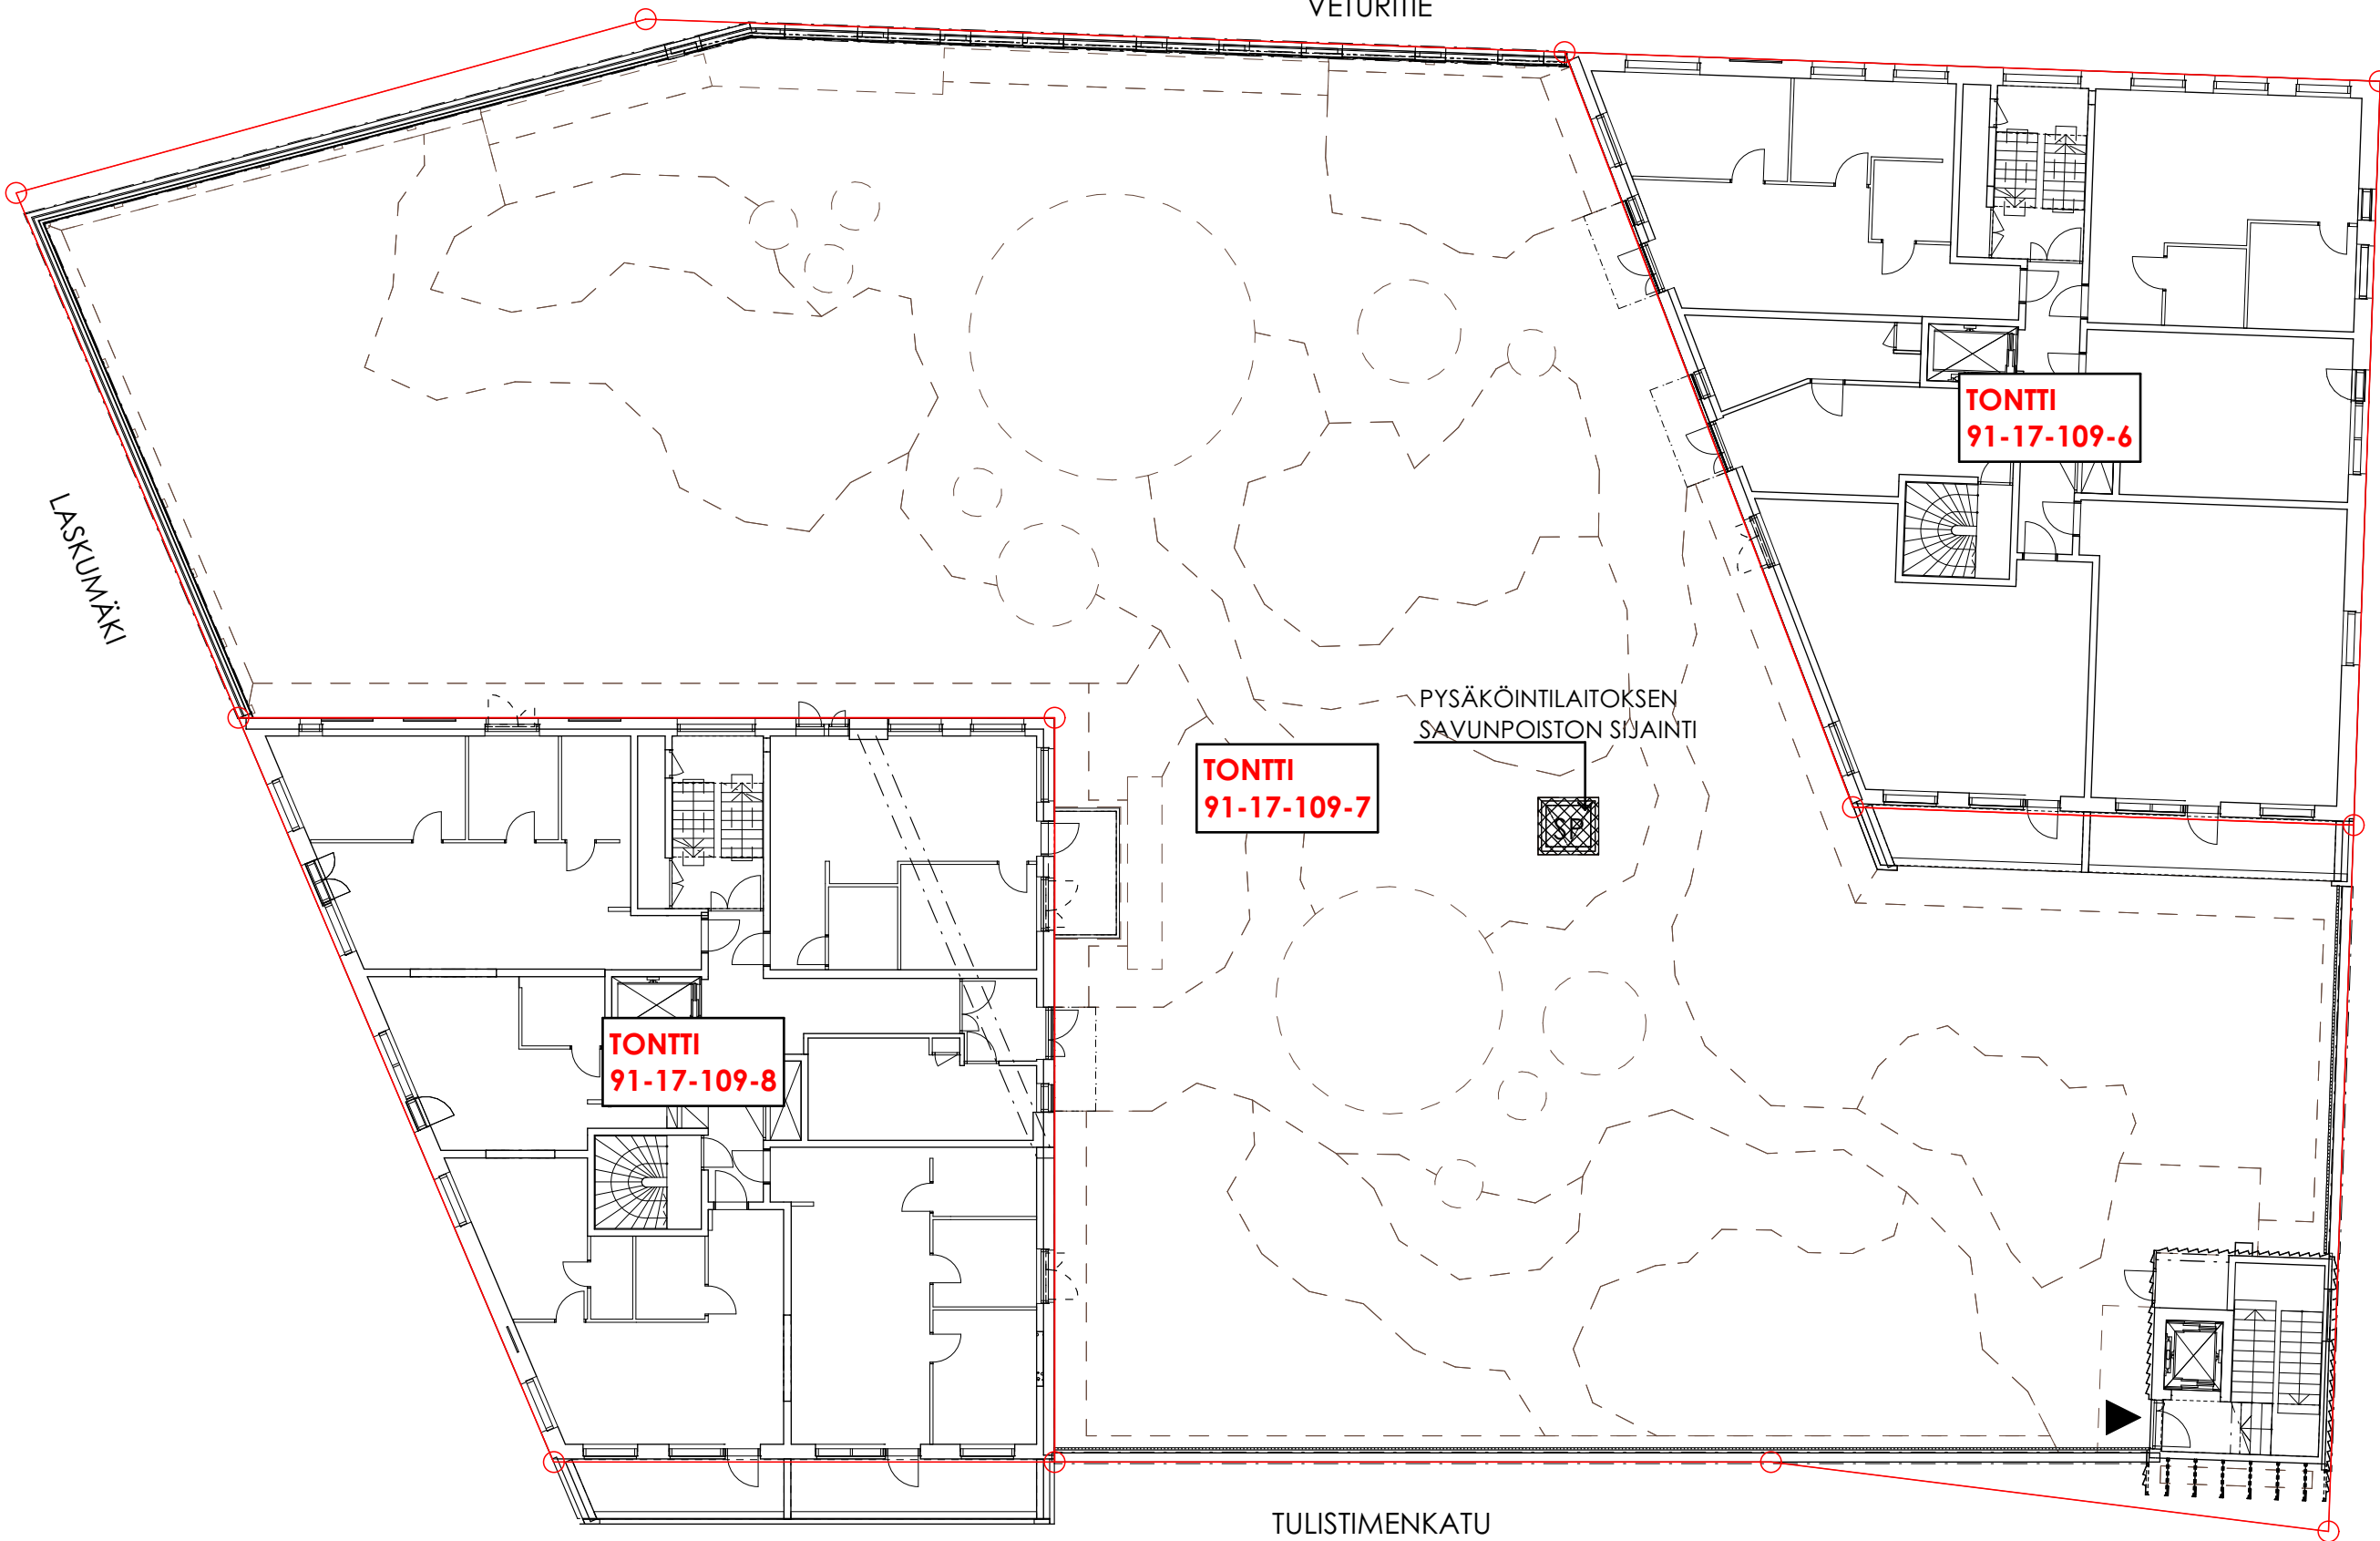 VETURITIE
TONTTI
91-17-109-6
LASKUMÄKI
PYSÄKÖINTILAITOKSEN
SAVUNPOISTON SIJAINTI
TONTTI
91-17-109-7
SP
TONTTI
91-17-109-8
TULISTIMENKATU